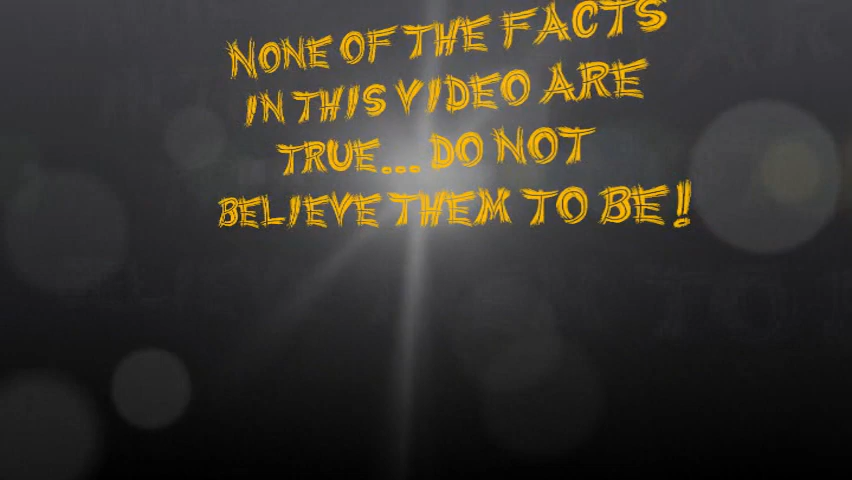 NONE OF THE FACTS
IN THIS VIDEO ARE
TRUE... DO NOT
BELIEVE THEM TO BE!